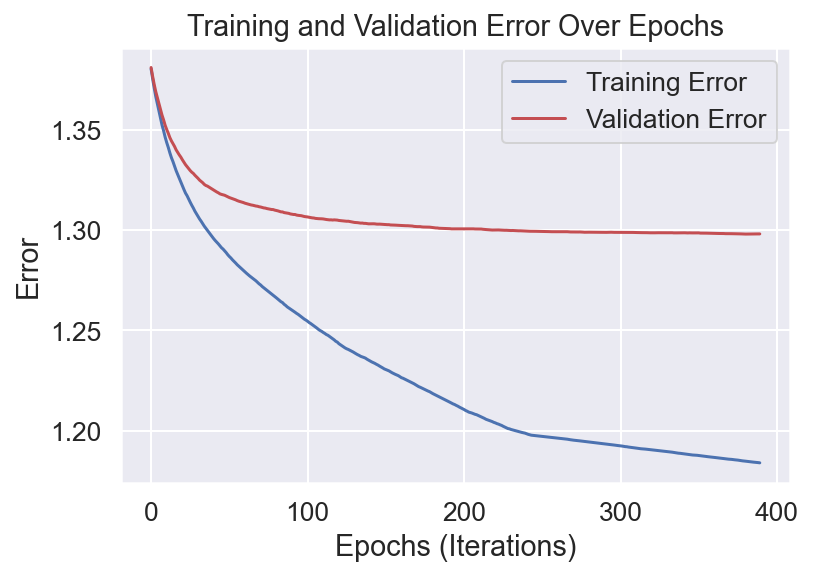 Training and Validation Error Over Epochs
Training Error
Validation Error
Error
1.35
1.30
1.25
1.20
0 100 200 300 400
Epochs (Iterations)